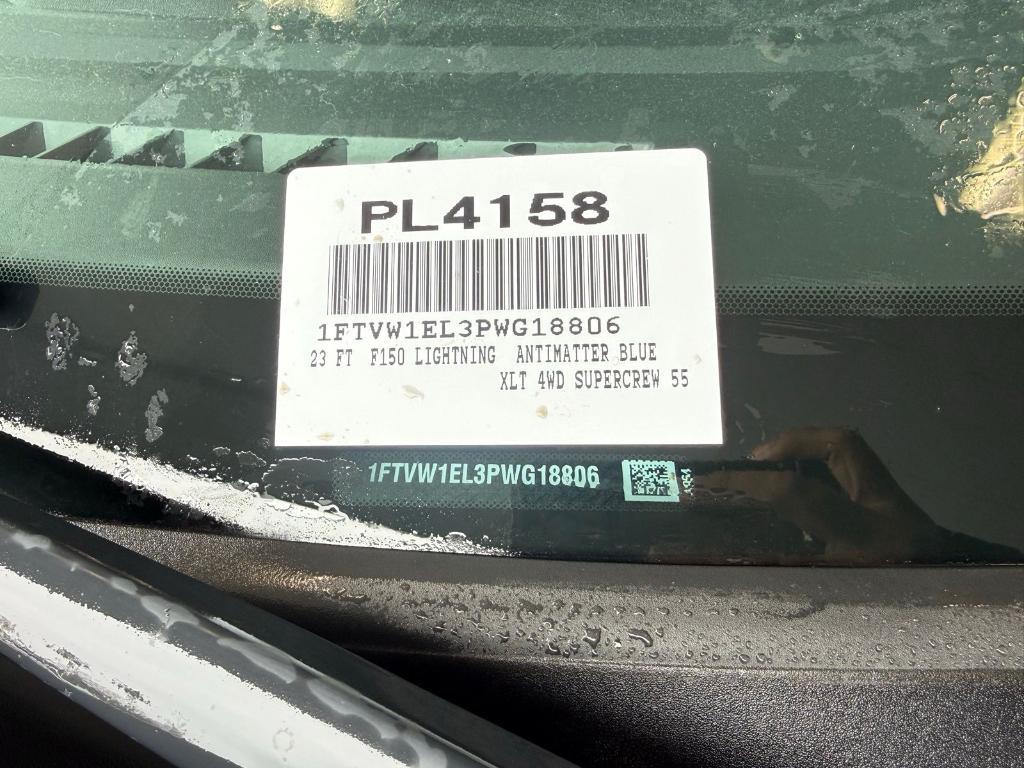 PL4158
1FTVW1EL3PWG18806
23 FT F150 LIGHTNING ANTIMATTER BLUE
XLT 4WD SUPERCREW 55
1FTVW1EL3PWG18806